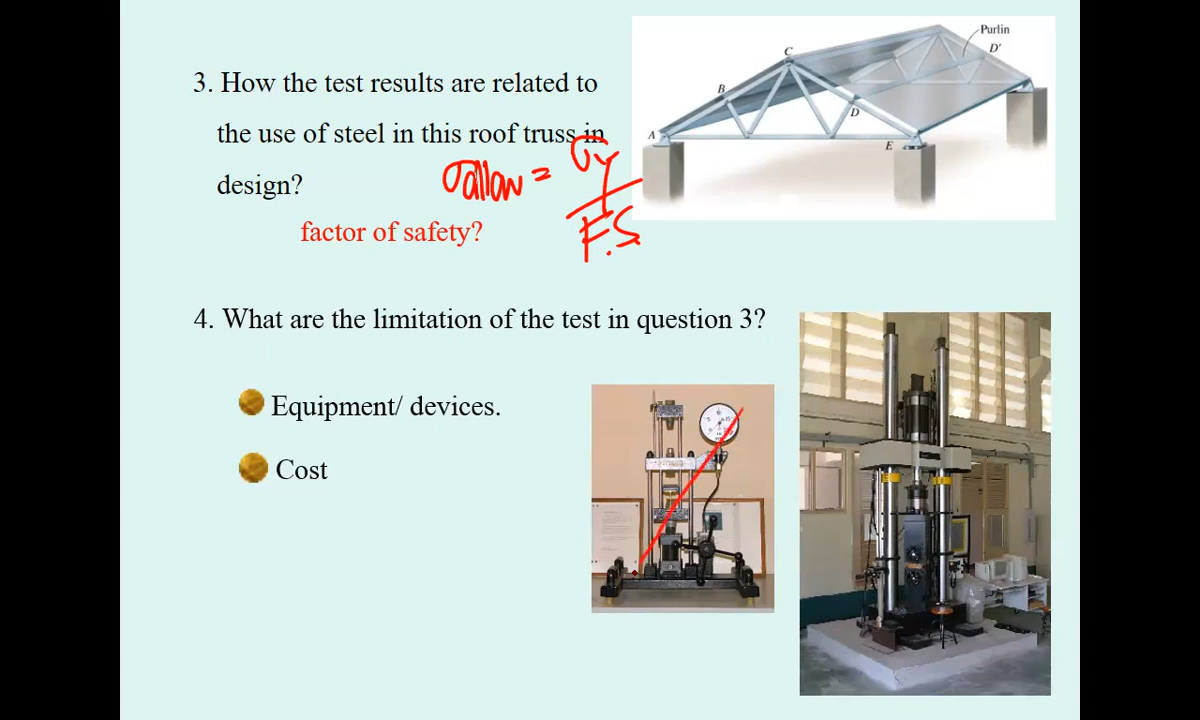 3. How the test results are related to
the use of steel in this roof truss in
design?
σallow = σY
F.S
factor of safety?
Purlin
D'
C
B
D
A
E
4. What are the limitation of the test in question 3?
Equipment/ devices.
Cost